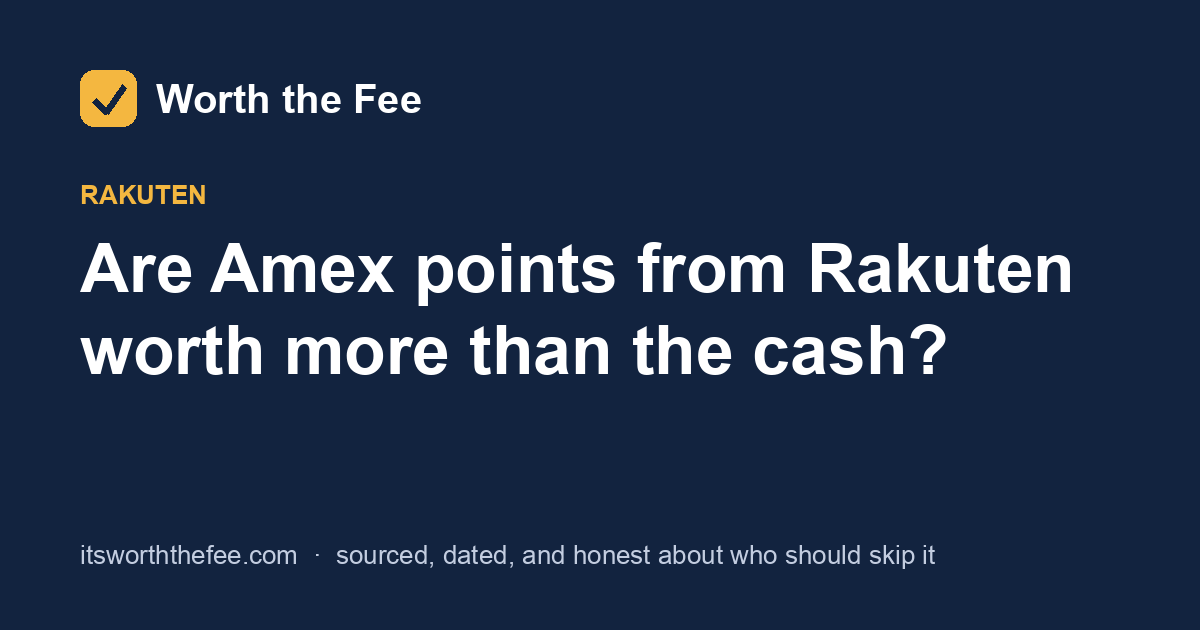 Worth the Fee
RAKUTEN
Are Amex points from Rakuten
worth more than the cash?
itsworththefee.com · sourced, dated, and honest about who should skip it